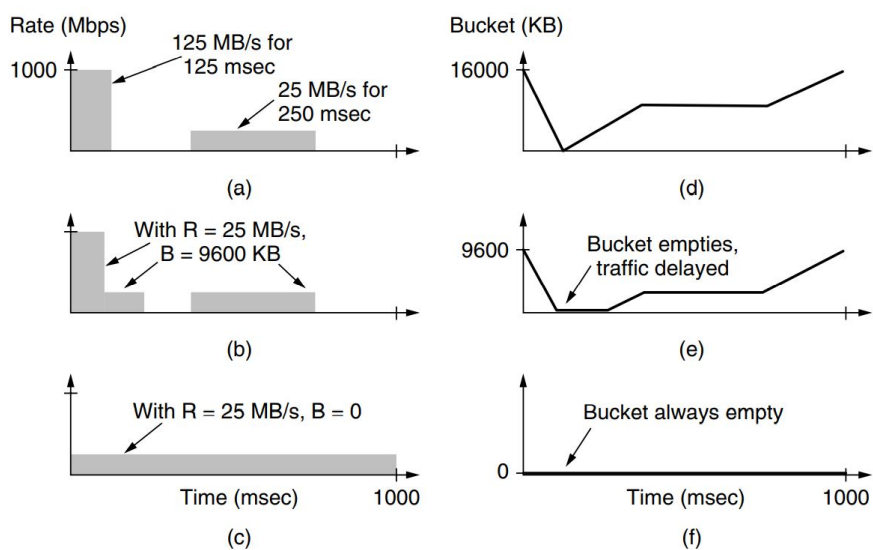 Rate (Mbps)
1000
125 MB/s for
125 msec
25 MB/s for
250 msec
(a)
Bucket (KB)
16000
(d)
With R = 25 MB/s,
B = 9600 KB
(b)
9600
Bucket empties,
traffic delayed
(e)
With R = 25 MB/s, B = 0
Time (msec)
1000
(c)
Bucket always empty
0
Time (msec)
1000
(f)